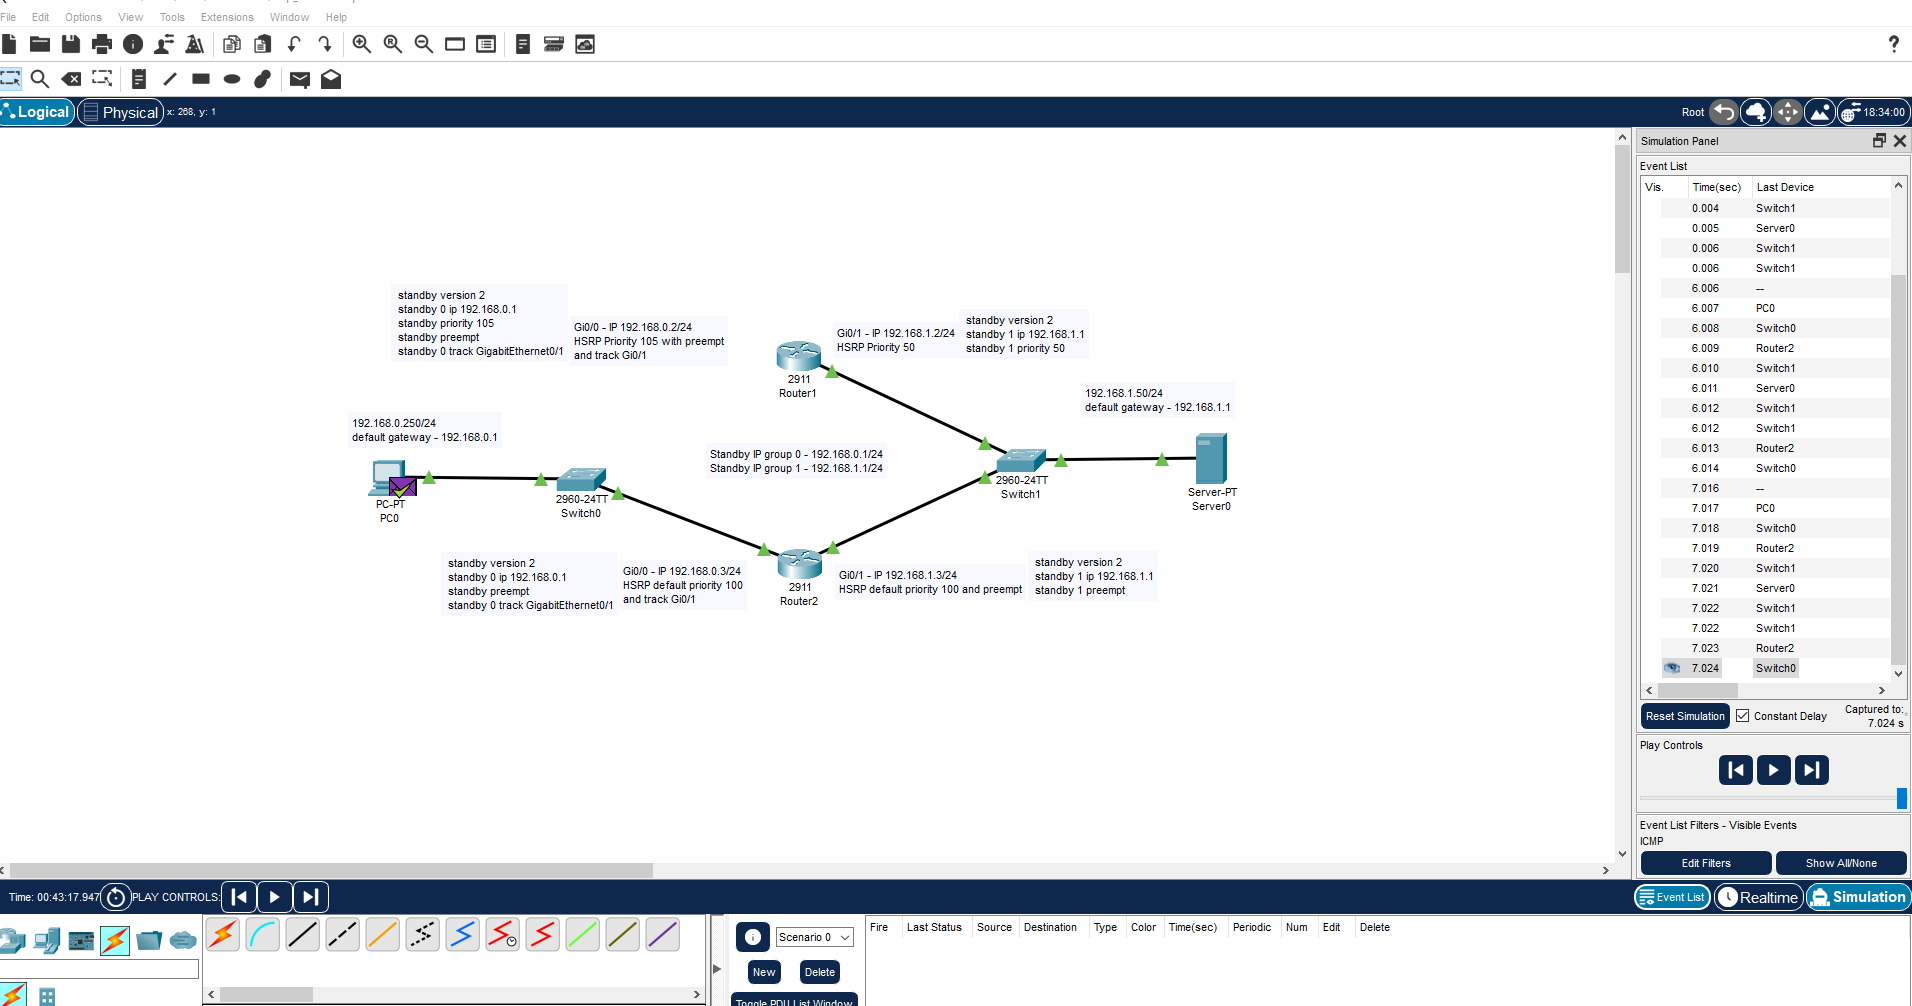 File Edit Options View Tools Extensions Window Help
Logical Physical x: 268, y: 1
Root 18:34:00
standby version 2
standby 0 ip 192.168.0.1
standby priority 105
standby preempt
standby 0 track GigabitEthernet0/1
Gi0/0 - IP 192.168.0.2/24
HSRP Priority 105 with preempt
and track Gi0/1
2911
Router1
Gi0/1 - IP 192.168.1.2/24
HSRP Priority 50
standby version 2
standby 1 ip 192.168.1.1
standby 1 priority 50
192.168.1.50/24
default gateway - 192.168.1.1
192.168.0.250/24
default gateway - 192.168.0.1
Standby IP group 0 - 192.168.0.1/24
Standby IP group 1 - 192.168.1.1/24
PC-PT
PC0
2960-24TT
Switch0
2960-24TT
Switch1
Server-PT
Server0
standby version 2
standby 0 ip 192.168.0.1
standby preempt
standby 0 track GigabitEthernet0/1
Gi0/0 - IP 192.168.0.3/24
HSRP default priority 100
and track Gi0/1
2911
Router2
Gi0/1 - IP 192.168.1.3/24
HSRP default priority 100 and preempt
standby version 2
standby 1 ip 192.168.1.1
standby 1 preempt
Simulation Panel
Event List
Vis. Time(sec) Last Device
0.004 Switch1
0.005 Server0
0.006 Switch1
0.006 Switch1
6.006 --
6.007 PC0
6.008 Switch0
6.009 Router2
6.010 Switch1
6.011 Server0
6.012 Switch1
6.012 Switch1
6.013 Router2
6.014 Switch0
7.016 --
7.017 PC0
7.018 Switch0
7.019 Router2
7.020 Switch1
7.021 Server0
7.022 Switch1
7.022 Switch1
7.023 Router2
7.024 Switch0
Reset Simulation Constant Delay Captured to:
7.024 s
Play Controls
Event List Filters - Visible Events
ICMP
Edit Filters Show All/None
Time: 00:43:17.947 PLAY CONTROLS:
Event List Realtime Simulation
Scenario 0
New Delete
Toggle PDU List Window
Fire Last Status Source Destination Type Color Time(sec) Periodic Num Edit Delete